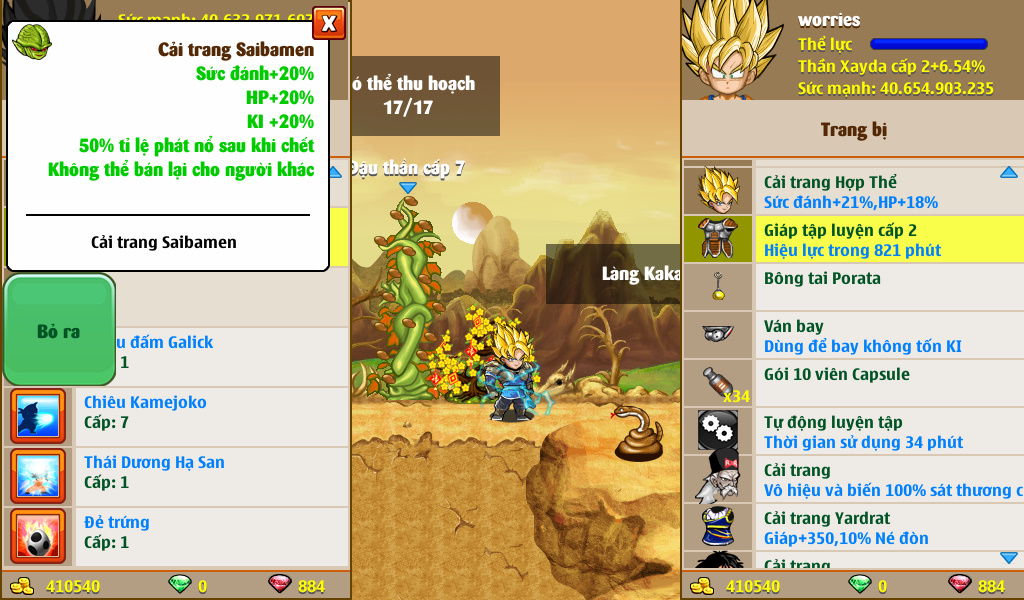 Sức mạnh: 40.632.971.607
X
Cải trang Saibamen
Sức đánh+20%
HP+20%
KI +20%
50% tỉ lệ phát nổ sau khi chết
Không thể bán lại cho người khác
Cải trang Saibamen
Bỏ ra
u đấm Galick
1
Chiêu Kamejoko
Cấp: 7
Thái Dương Hạ San
Cấp: 1
Đẻ trứng
Cấp: 1
410540
0
884
ó thể thu hoạch
17/17
Đậu thần cấp 7
Làng Kaka
worries
Thể lực
Thần Xayda cấp 2+6.54%
Sức mạnh: 40.654.903.235
Trang bị
Cải trang Hợp Thể
Sức đánh+21%,HP+18%
Giáp tập luyện cấp 2
Hiệu lực trong 821 phút
Bông tai Porata
Ván bay
Dùng để bay không tốn KI
Gói 10 viên Capsule
x34
Tự động luyện tập
Thời gian sử dụng 34 phút
Cải trang
Vô hiệu và biến 100% sát thương c
Cải trang Yardrat
Giáp+350,10% Né đòn
Cải trang
410540
0
884